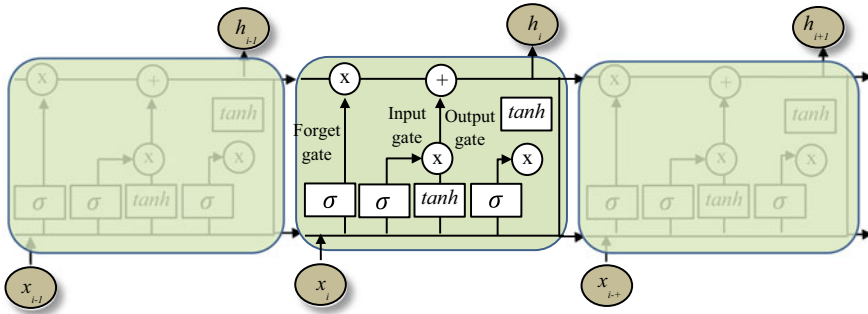 h_{i-1} h_i h_{i+1}
x + x + x +
tanh tanh tanh
Forget gate
Input gate
Output gate
x x x x x x
σ σ tanh σ σ σ tanh σ σ σ tanh σ
x_{i-1} x_i x_{i-+}